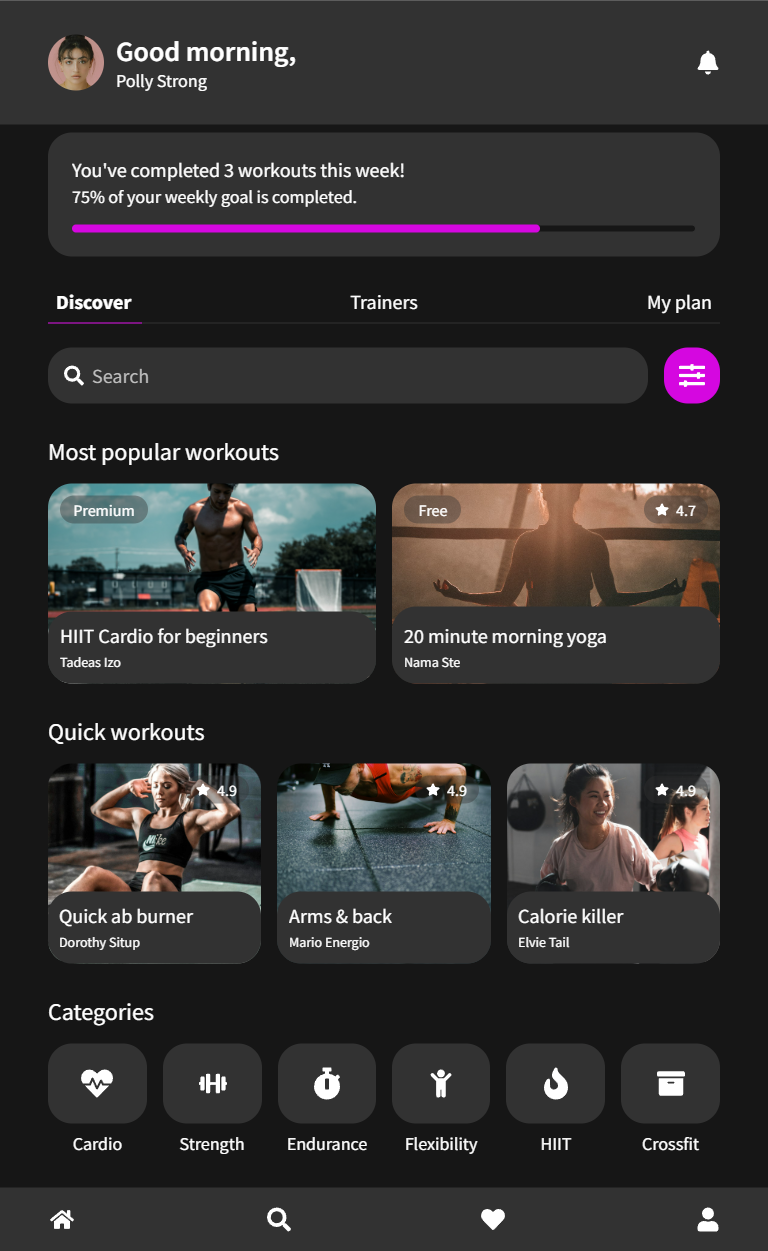 Good morning,
Polly Strong
You've completed 3 workouts this week!
75% of your weekly goal is completed.
Discover
Trainers
My plan
Search
Most popular workouts
Premium
Free
4.7
HIIT Cardio for beginners
Tadeas Izo
20 minute morning yoga
Nama Ste
Quick workouts
4.9
4.9
4.9
NIKE
Quick ab burner
Dorothy Situp
Arms & back
Mario Energio
Calorie killer
Elvie Tail
Categories
Cardio
Strength
Endurance
Flexibility
HIIT
Crossfit